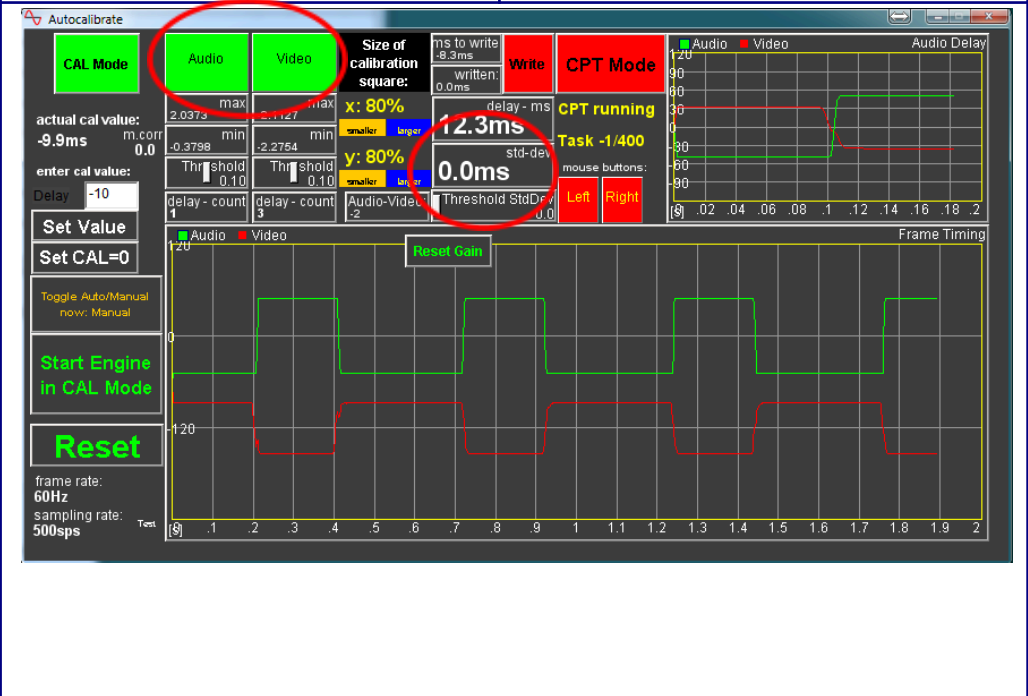 Autocalibrate
CAL Mode
Audio
Video
Size of
calibration
square:
ms to write
-8.3ms
written:
0.0ms
Write
CPT Mode
actual cal value:
-9.9ms
m.corr
0.0
enter cal value:
Delay -10
Set Value
Set CAL=0
Toggle Auto/Manual
now: Manual
Start Engine
in CAL Mode
Reset
frame rate:
60Hz
sampling rate:
500sps
Test
max
2.0373
min
-0.3798
Threshold
0.10
delay - count
1
max
min
-2.2754
Threshold
0.10
delay - count
3
x: 80%
smaller larger
y: 80%
smaller larger
Audio-Video:
-2
delay - ms
12.3ms
std-dev
0.0ms
Threshold StdDev
0.0
CPT running
Task -1/400
mouse buttons:
Left Right
Audio Video Audio Delay
120
90
60
30
0
-30
-60
-90
[s] .02 .04 .06 .08 .1 .12 .14 .16 .18 .2
Audio Video Frame Timing
Reset Gain
120
0
-120
[s] .1 .2 .3 .4 .5 .6 .7 .8 .9 1 1.1 1.2 1.3 1.4 1.5 1.6 1.7 1.8 1.9 2